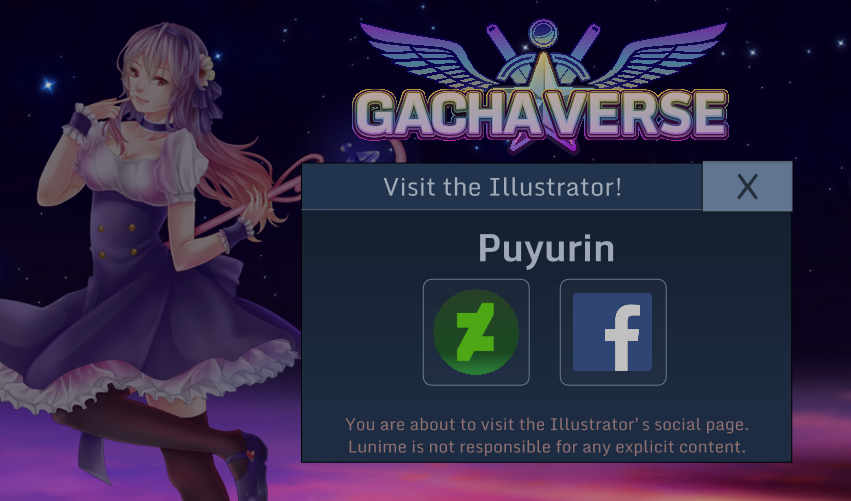 GACHAVERSE
Visit the Illustrator!
X
Puyurin
You are about to visit the Illustrator's social page.
Lunime is not responsible for any explicit content.